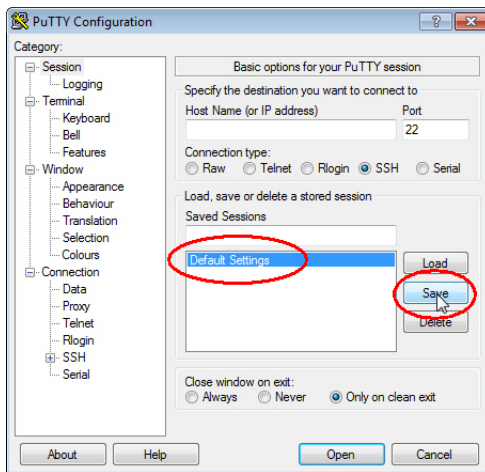 PuTTY Configuration
Category:
Session
Logging
Terminal
Keyboard
Bell
Features
Window
Appearance
Behaviour
Translation
Selection
Colours
Connection
Data
Proxy
Telnet
Rlogin
SSH
Serial
Basic options for your PuTTY session
Specify the destination you want to connect to
Host Name (or IP address) Port
22
Connection type:
Raw Telnet Rlogin SSH Serial
Load, save or delete a stored session
Saved Sessions
Default Settings
Load
Save
Delete
Close window on exit:
Always Never Only on clean exit
About Help Open Cancel